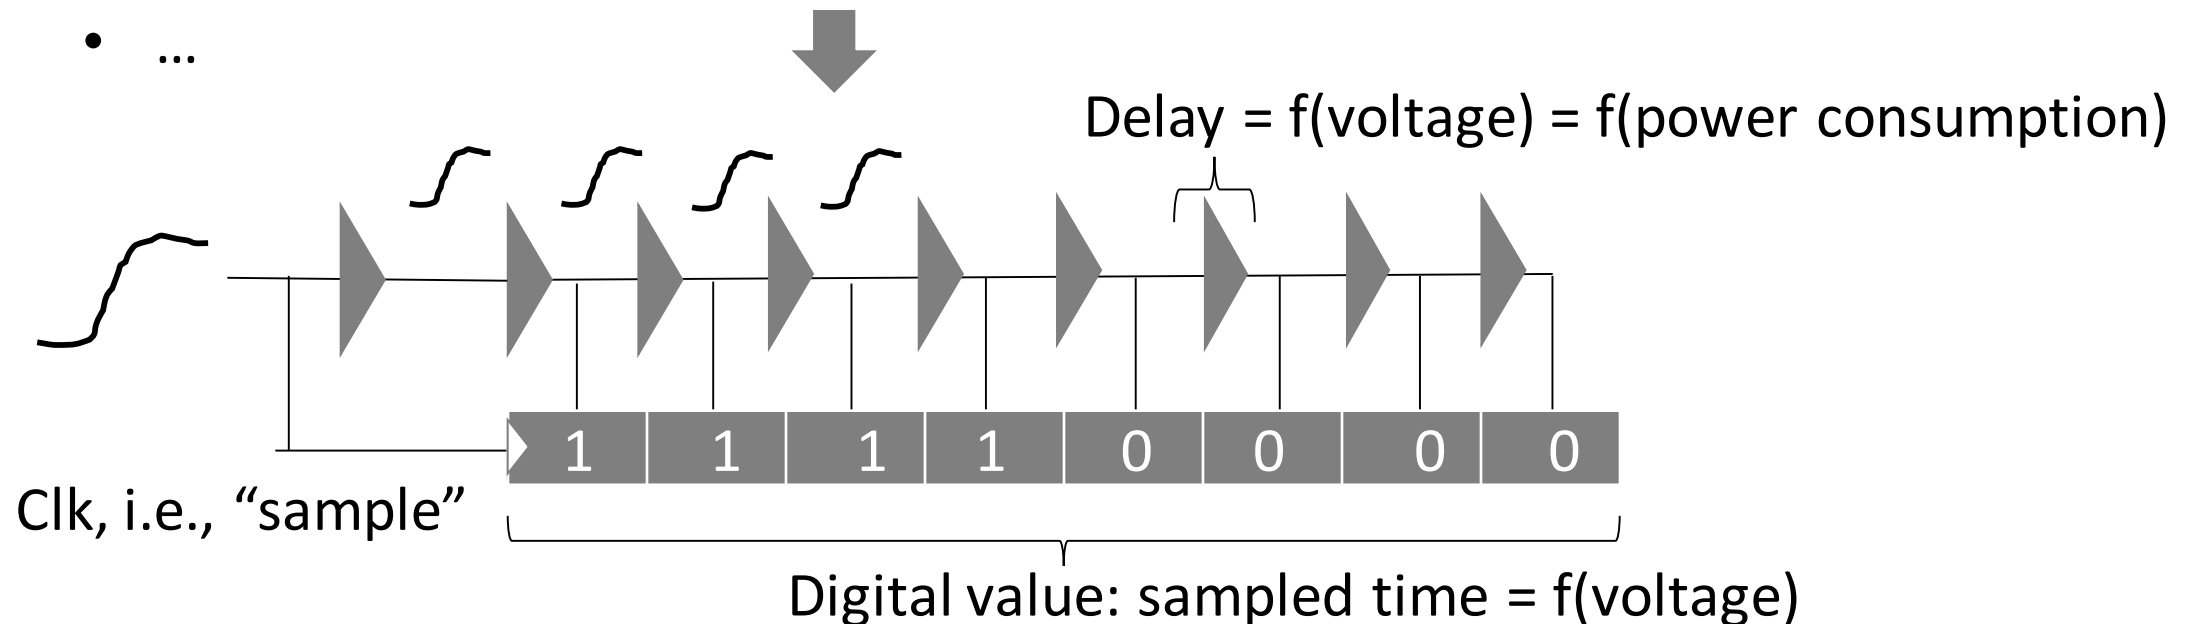 • ...
Delay = f(voltage) = f(power consumption)
1 1 1 1 0 0 0 0
Clk, i.e., “sample”
Digital value: sampled time = f(voltage)